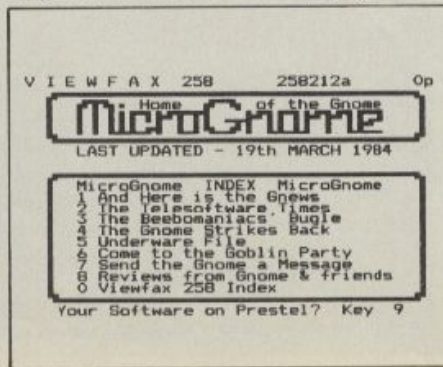 VIEWFAX 258 258212a Op
Home of the Gnome
MicroGnome
LAST UPDATED - 19th MARCH 1984
MicroGnome INDEX MicroGnome
1 And Here is the Gnews
2 The Telesoftware Times
3 The Beebomaniacs' Bugle
4 The Gnome Strikes Back
5 Underware File
6 Come to the Goblin Party
7 Send the Gnome a Message
8 Reviews from Gnome & friends
0 Viewfax 258 Index
Your Software on Prestel? Key 9